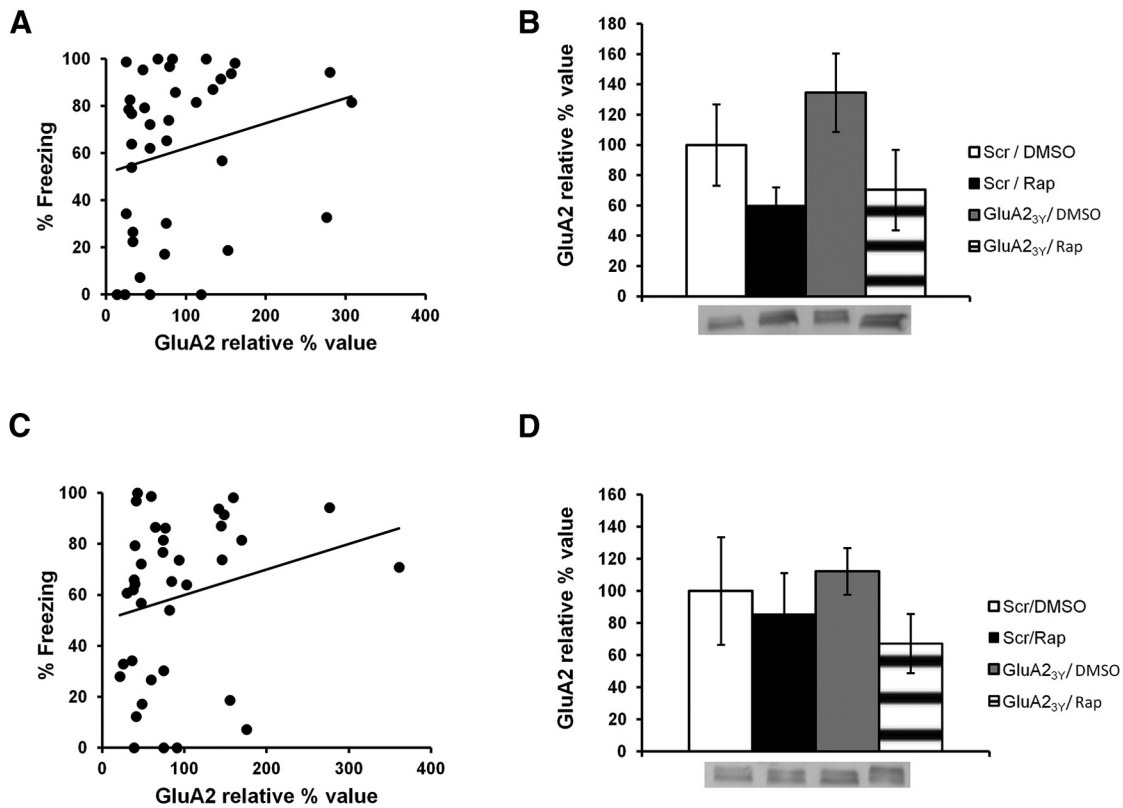 A
100
80
60
40
20
0
% Freezing
0 100 200 300 400
GluA2 relative % value
B
180
160
140
120
100
80
60
40
20
0
GluA2 relative % value
Scr / DMSO
Scr / Rap
GluA23Y/ DMSO
GluA23Y/ Rap
C
100
80
60
40
20
0
% Freezing
0 100 200 300 400
GluA2 relative % value
D
160
140
120
100
80
60
40
20
0
GluA2 relative % value
Scr/DMSO
Scr/Rap
GluA23Y/ DMSO
GluA23Y/ Rap